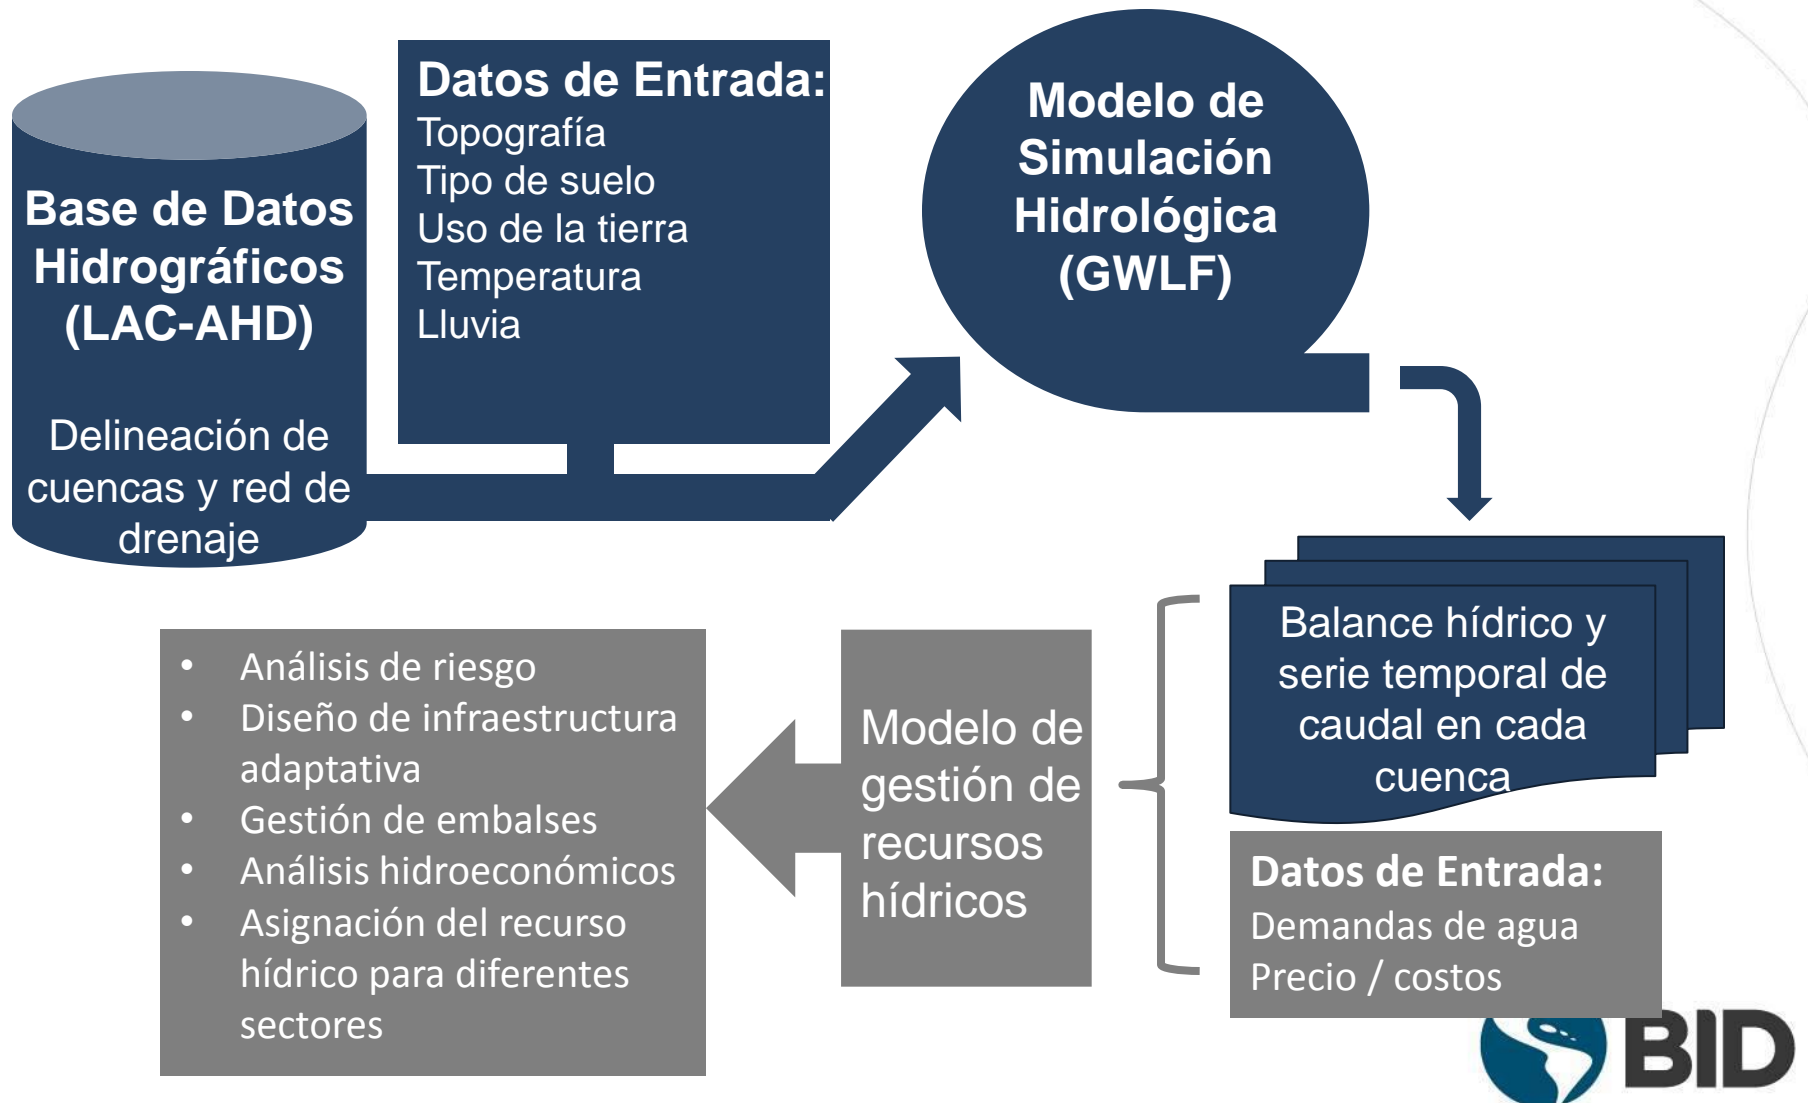 Base de Datos
Hidrográficos
(LAC-AHD)
Delineación de
cuencas y red de
drenaje
Datos de Entrada:
Topografía
Tipo de suelo
Uso de la tierra
Temperatura
Lluvia
Modelo de
Simulación
Hidrológica
(GWLF)
Balance hídrico y
serie temporal de
caudal en cada
cuenca
Datos de Entrada:
Demandas de agua
Precio / costos
Modelo de
gestión de
recursos
hídricos
• Análisis de riesgo
• Diseño de infraestructura
adaptativa
• Gestión de embalses
• Análisis hidroeconómicos
• Asignación del recurso
hídrico para diferentes
sectores
BID